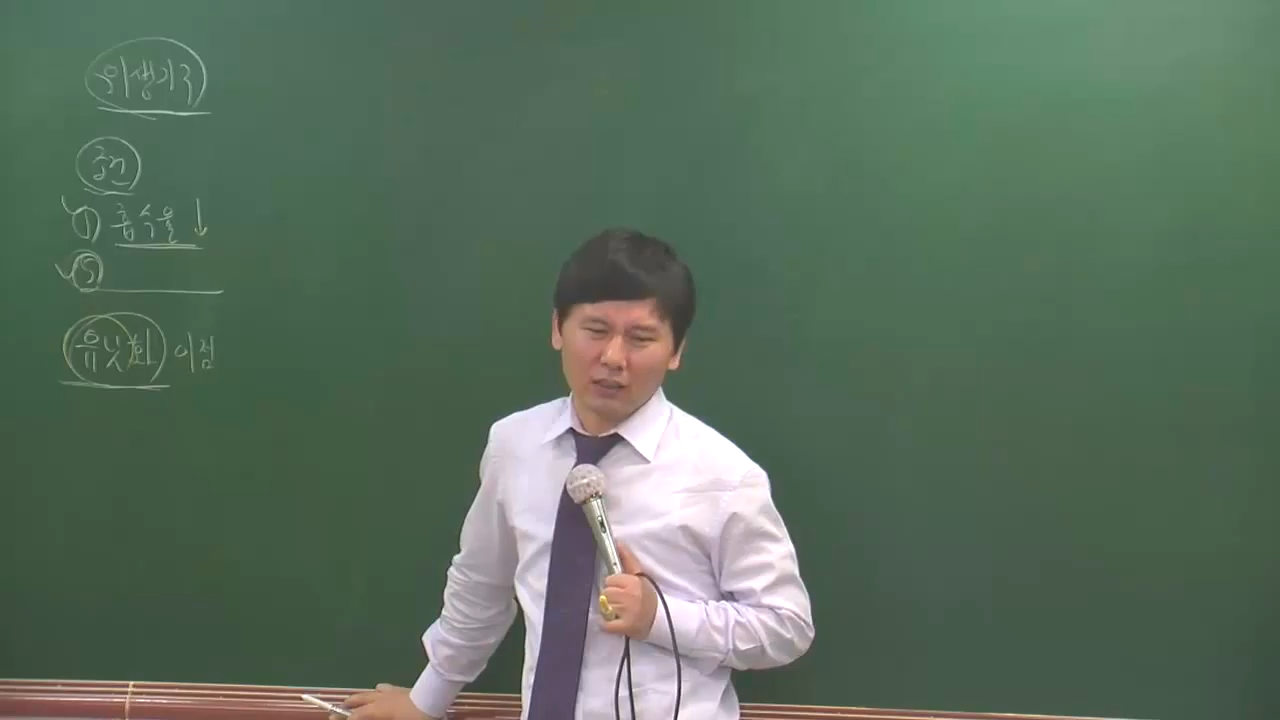 위생기구
조건
① 흡수율 ↓
⑤
유닛화 이점